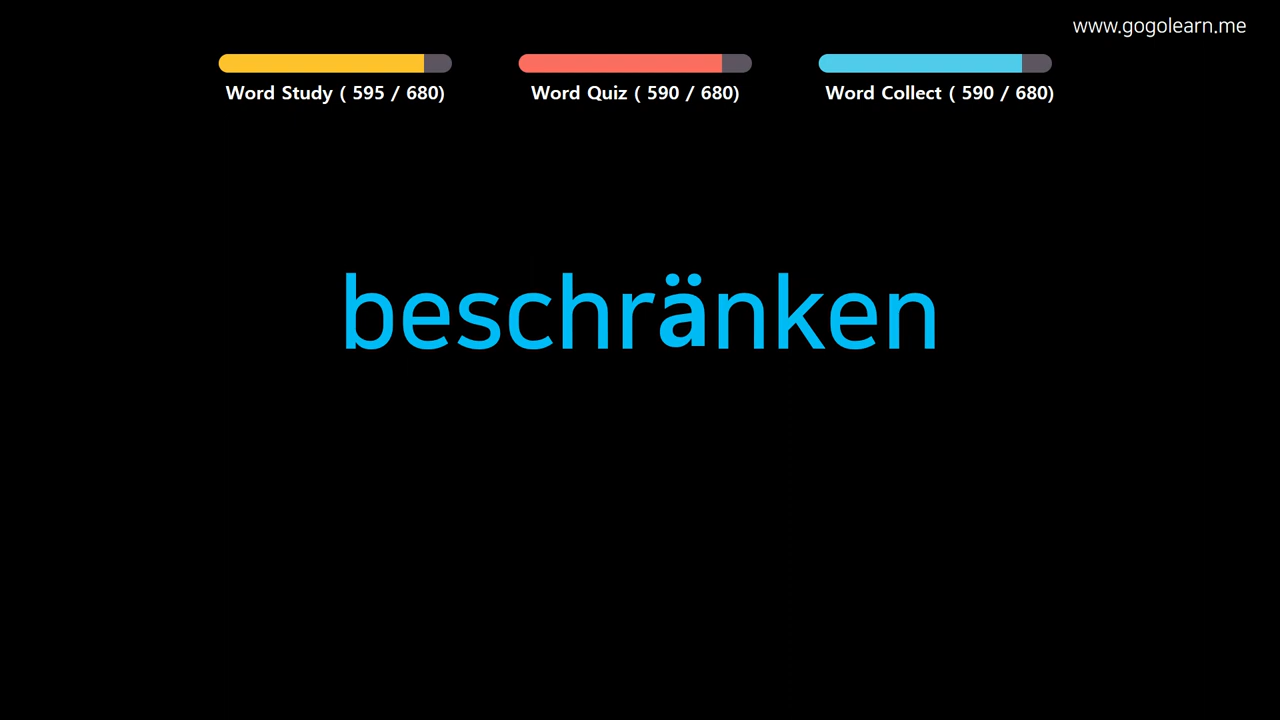 www.gogolearn.me
Word Study ( 595 / 680)
Word Quiz ( 590 / 680)
Word Collect ( 590 / 680)
beschränken